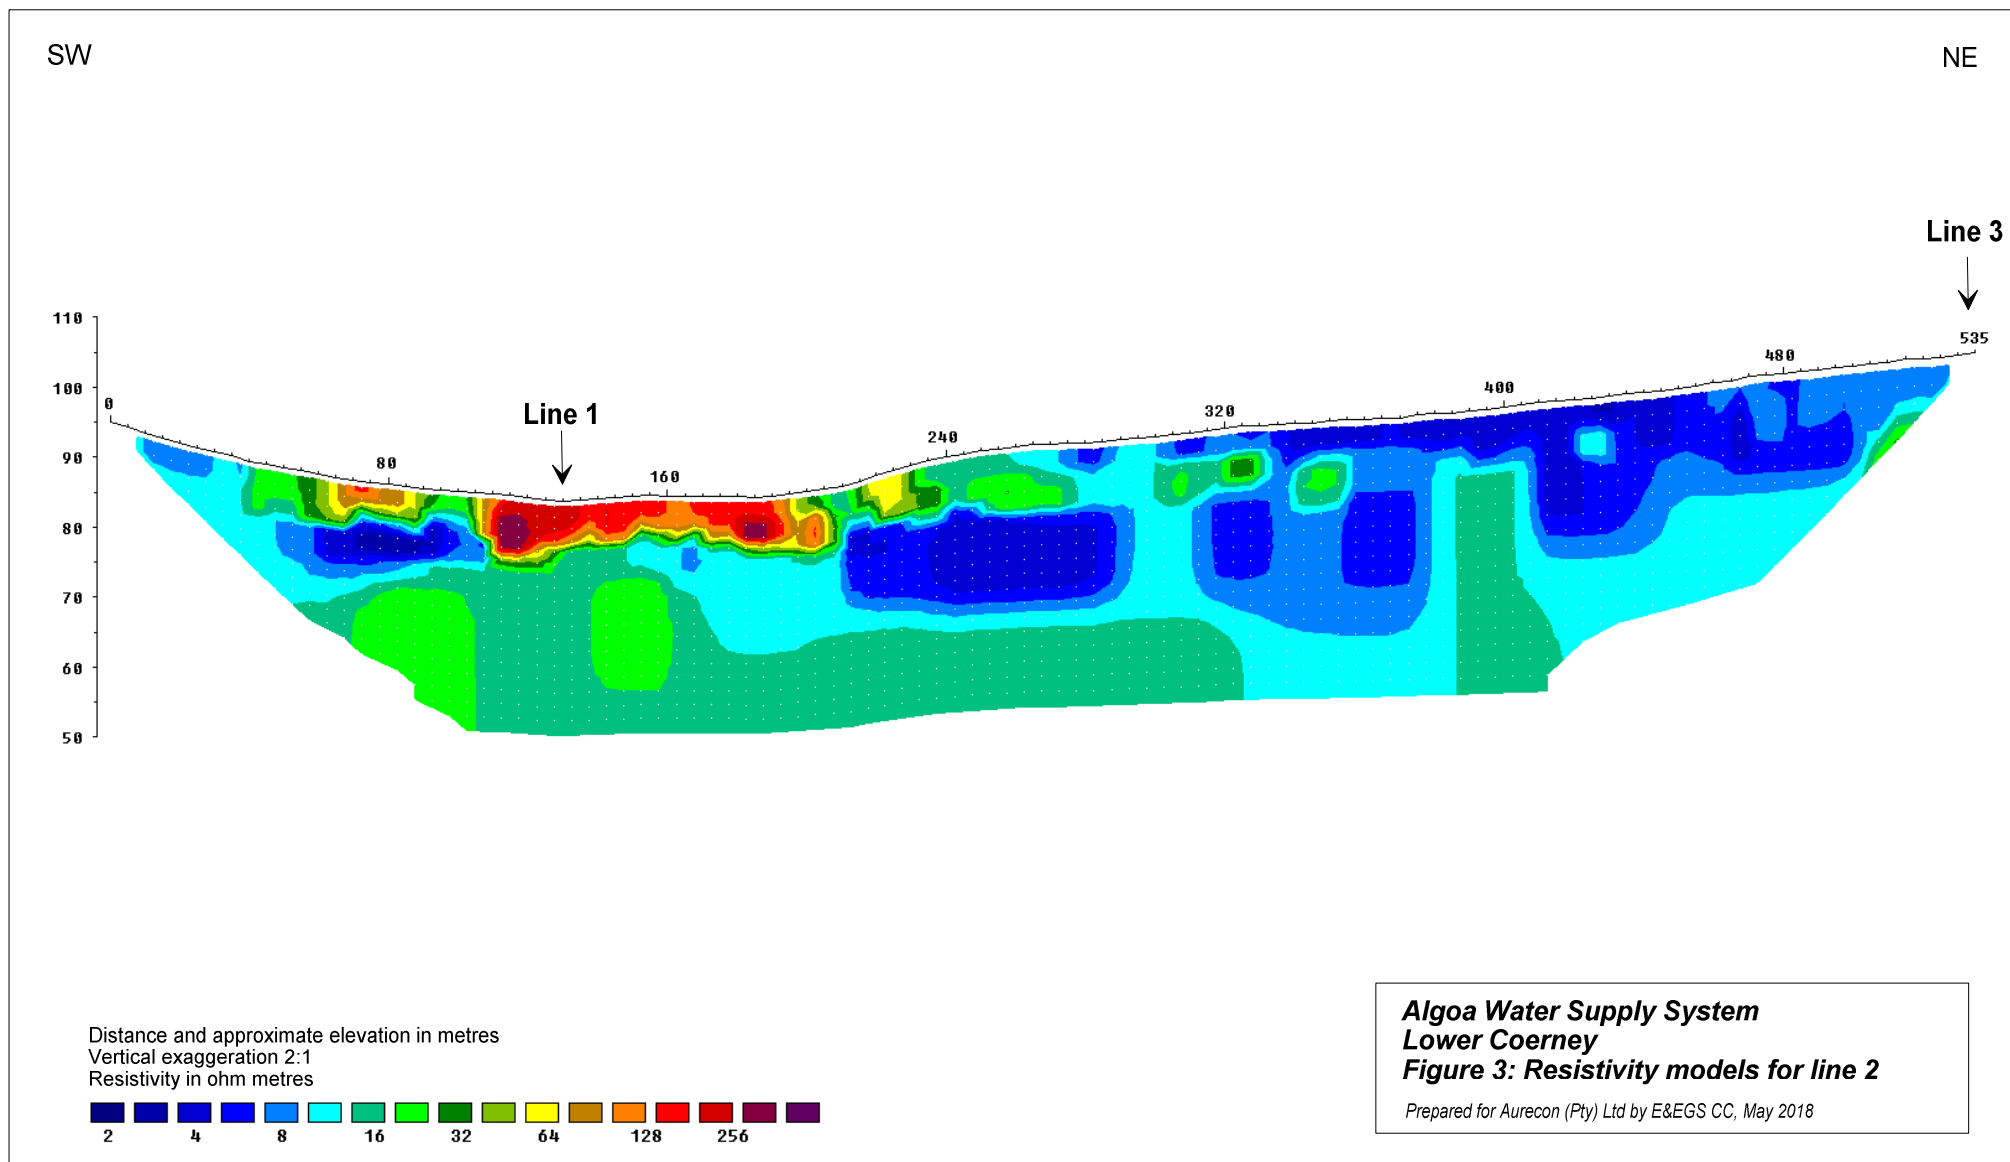 SW
NE
Line 3
110
535
480
100
400
0
Line 1
320
240
90
80
160
80
70
60
50
Distance and approximate elevation in metres
Vertical exaggeration 2:1
Resistivity in ohm metres
2 4 8 16 32 64 128 256
Algoa Water Supply System
Lower Coerney
Figure 3: Resistivity models for line 2
Prepared for Aurecon (Pty) Ltd by E&EGS CC, May 2018